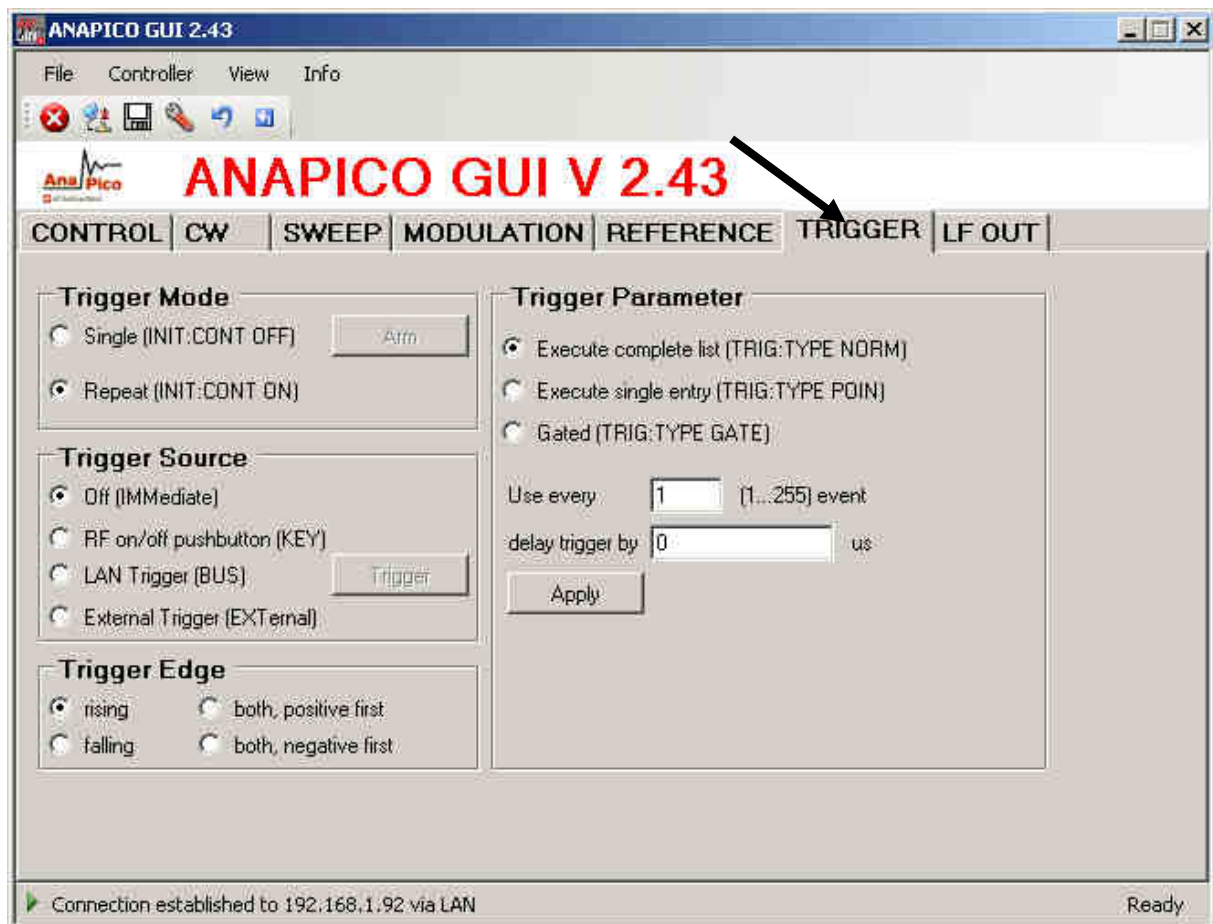 ANAPICO GUI 2.43
File Controller View Info
Ana Pico
ANAPICO GUI V 2.43
CONTROL CW SWEEP MODULATION REFERENCE TRIGGER LF OUT
Trigger Mode
Single (INIT:CONT OFF) Arm
Repeat (INIT:CONT ON)
Trigger Source
Off (IMMediate)
RF on/off pushbutton (KEY)
LAN Trigger (BUS) Trigger
External Trigger (EXTernal)
Trigger Edge
rising both, positive first
falling both, negative first
Trigger Parameter
Execute complete list (TRIG:TYPE NORM)
Execute single entry (TRIG:TYPE POIN)
Gated (TRIG:TYPE GATE)
Use every 1 (1...255) event
delay trigger by 0 us
Apply
Connection established to 192.168.1.92 via LAN Ready